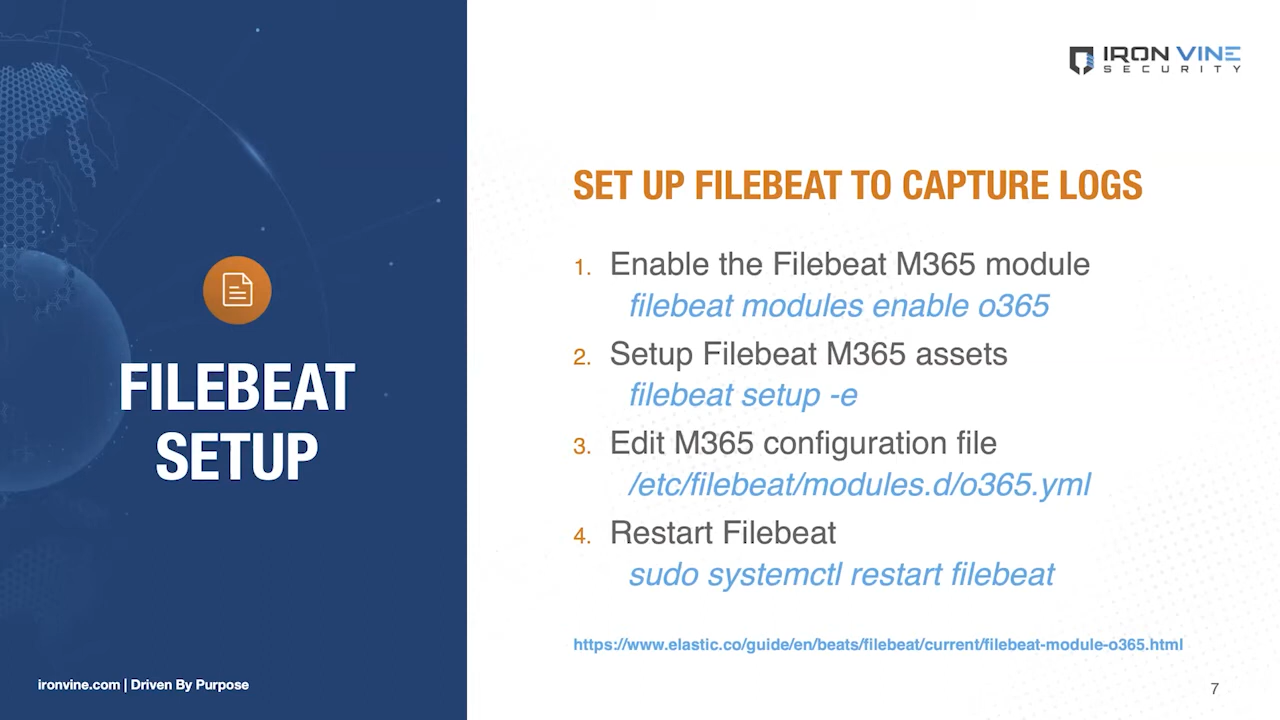 IRON VINE
SECURITY
SET UP FILEBEAT TO CAPTURE LOGS
1. Enable the Filebeat M365 module
filebeat modules enable o365
2. Setup Filebeat M365 assets
filebeat setup -e
3. Edit M365 configuration file
/etc/filebeat/modules.d/o365.yml
4. Restart Filebeat
sudo systemctl restart filebeat
https://www.elastic.co/guide/en/beats/filebeat/current/filebeat-module-o365.html
FILEBEAT
SETUP
ironvine.com | Driven By Purpose
7